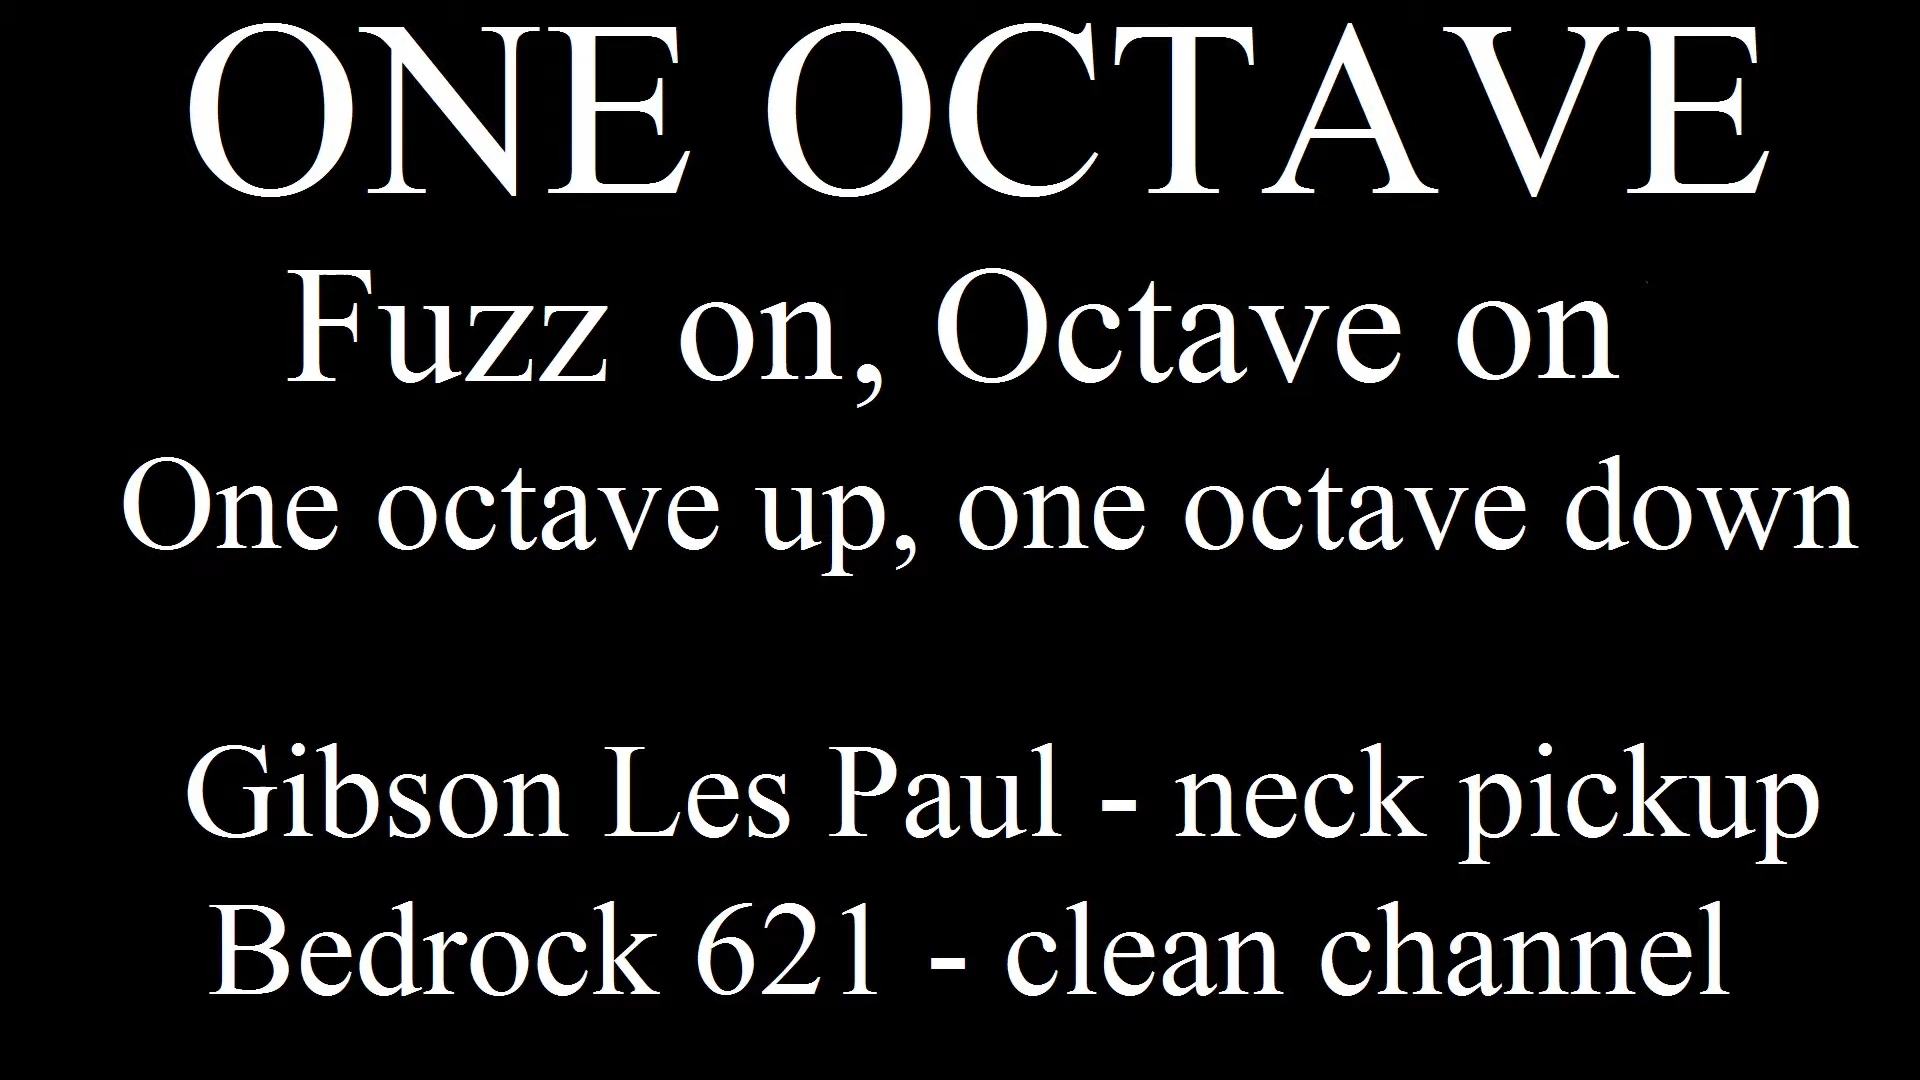 ONE OCTAVE
Fuzz on, Octave on
One octave up, one octave down
Gibson Les Paul - neck pickup
Bedrock 621 - clean channel